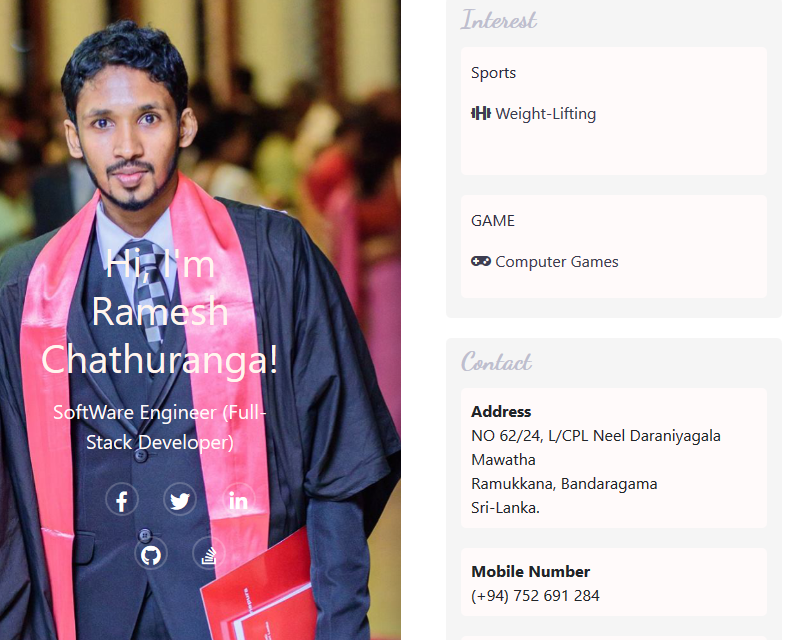 Hi, I'm
Ramesh
Chathuranga!
SoftWare Engineer (Full-
Stack Developer)
Interest
Sports
Weight-Lifting
GAME
Computer Games
Contact
Address
NO 62/24, L/CPL Neel Daraniyagala
Mawatha
Ramukkana, Bandaragama
Sri-Lanka.
Mobile Number
(+94) 752 691 284